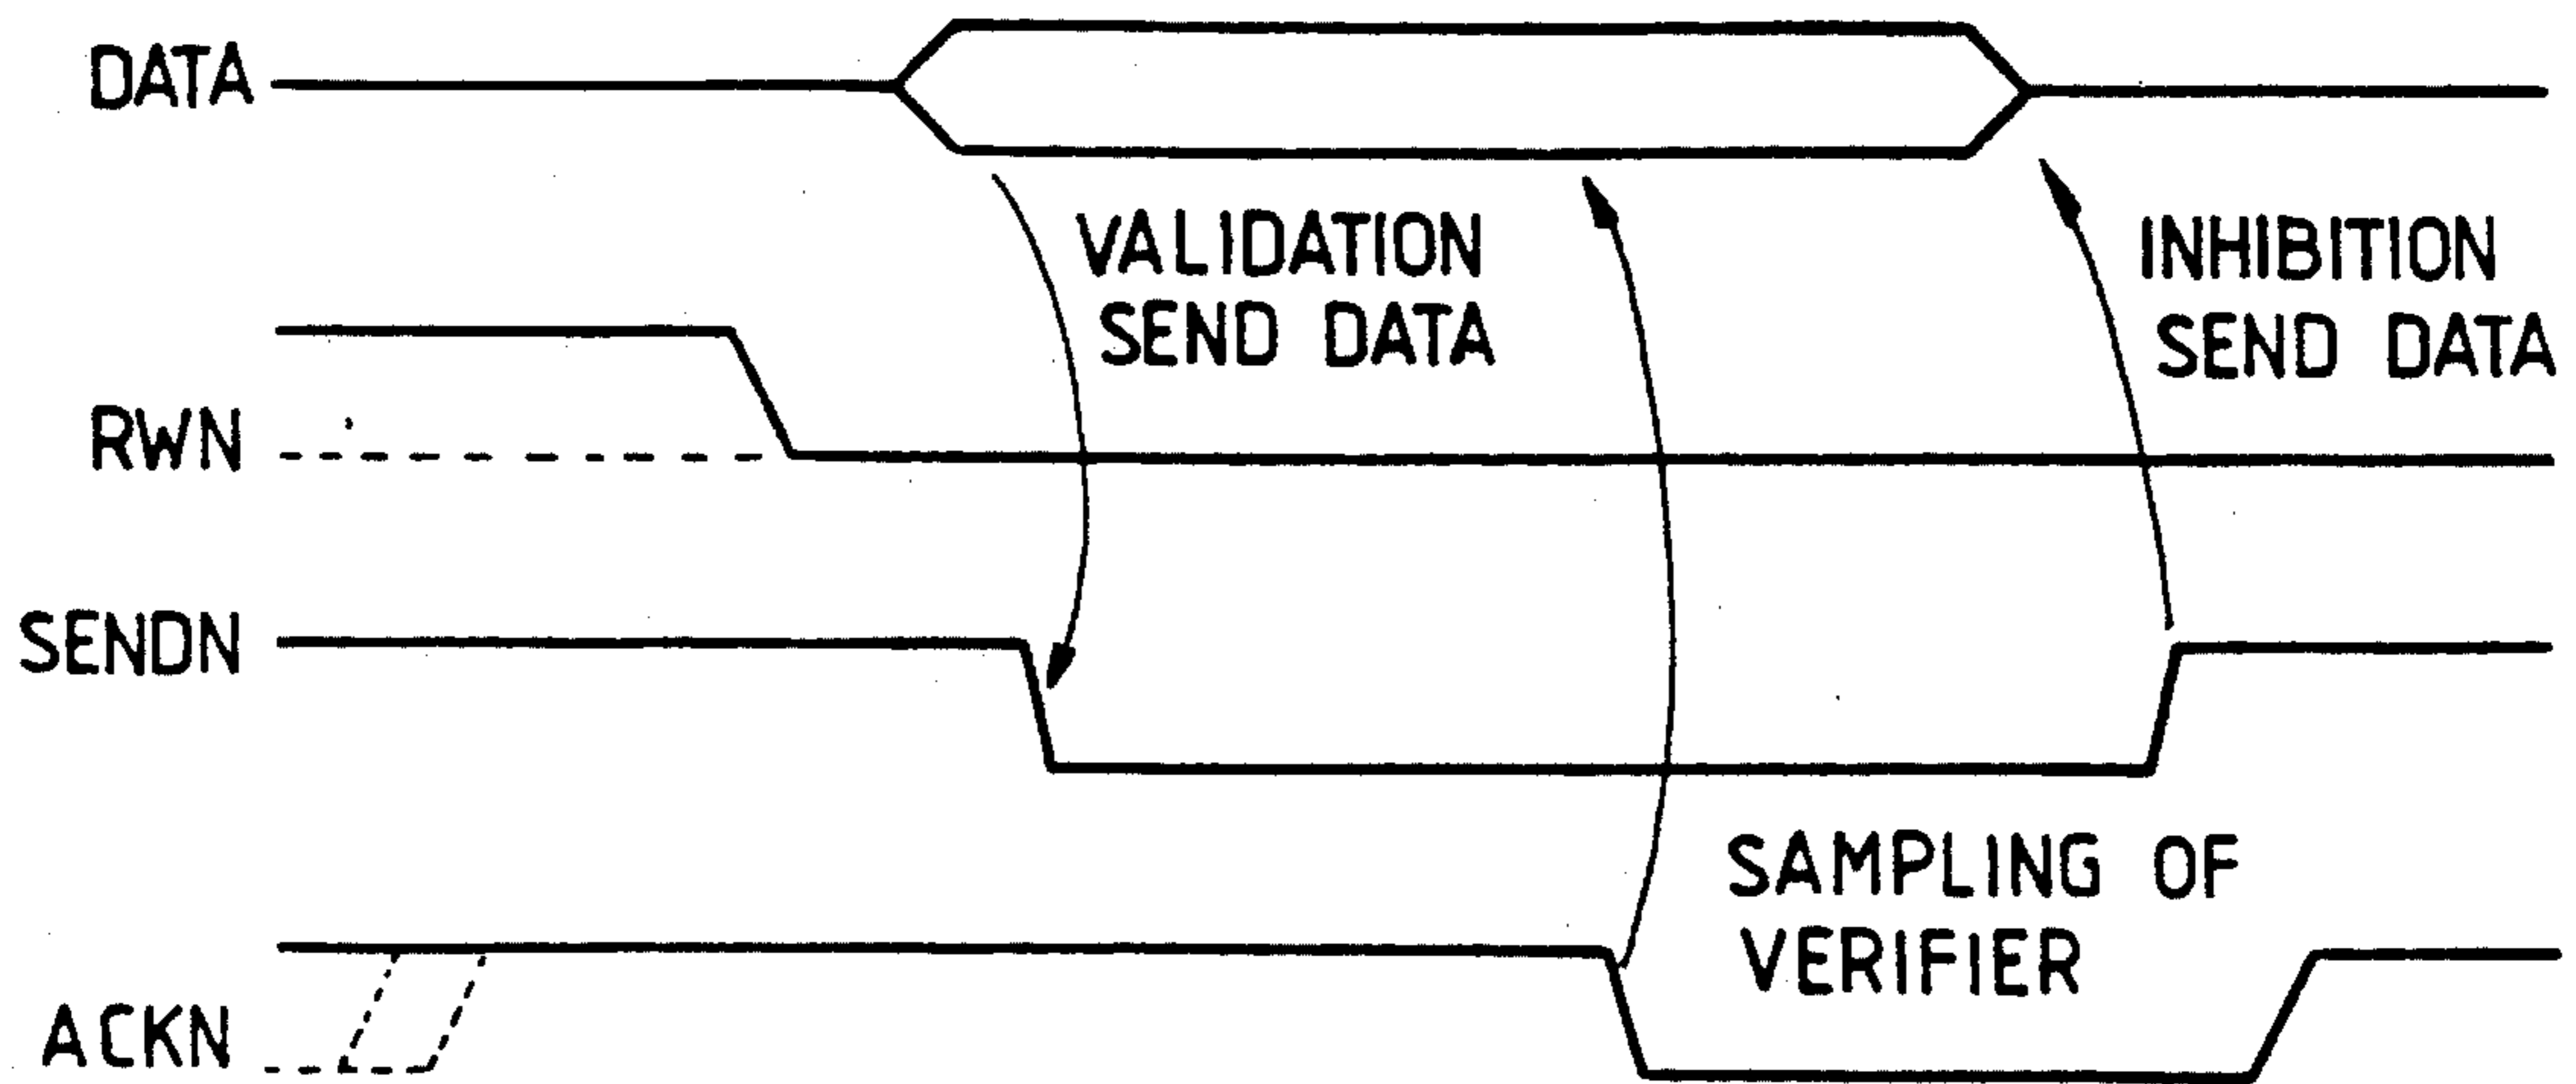 DATA
VALIDATION
SEND DATA
INHIBITION
SEND DATA
RWN
SENDN
SAMPLING OF
VERIFIER
ACKN